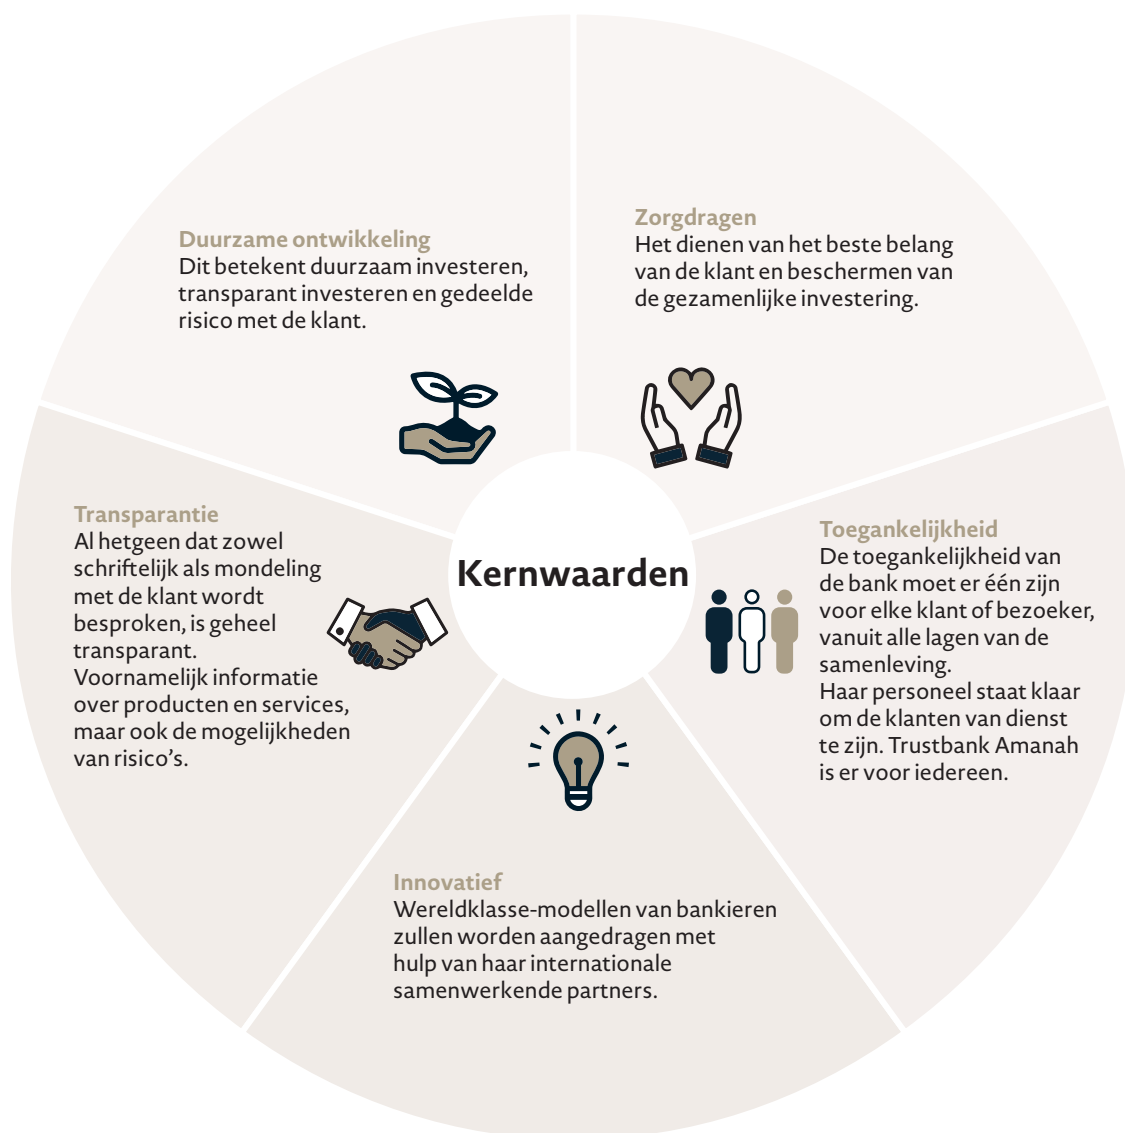 Duurzame ontwikkeling
Dit betekent duurzaam investeren,
transparant investeren en gedeelde
risico met de klant.
Zorgdragen
Het dienen van het beste belang
van de klant en beschermen van
de gezamenlijke investering.
Transparantie
Al hetgeen dat zowel
schriftelijk als mondeling
met de klant wordt
besproken, is geheel
transparant.
Voornamelijk informatie
over producten en services,
maar ook de mogelijkheden
van risico’s.
Kernwaarden
Toegankelijkheid
De toegankelijkheid van
de bank moet er één zijn
voor elke klant of bezoeker,
vanuit alle lagen van de
samenleving.
Haar personeel staat klaar
om de klanten van dienst
te zijn. Trustbank Amanah
is er voor iedereen.
Innovatief
Wereldklasse-modellen van bankieren
zullen worden aangedragen met
hulp van haar internationale
samenwerkende partners.